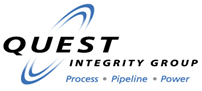 QUEST
INTEGRITY GROUP
Process • Pipeline • Power